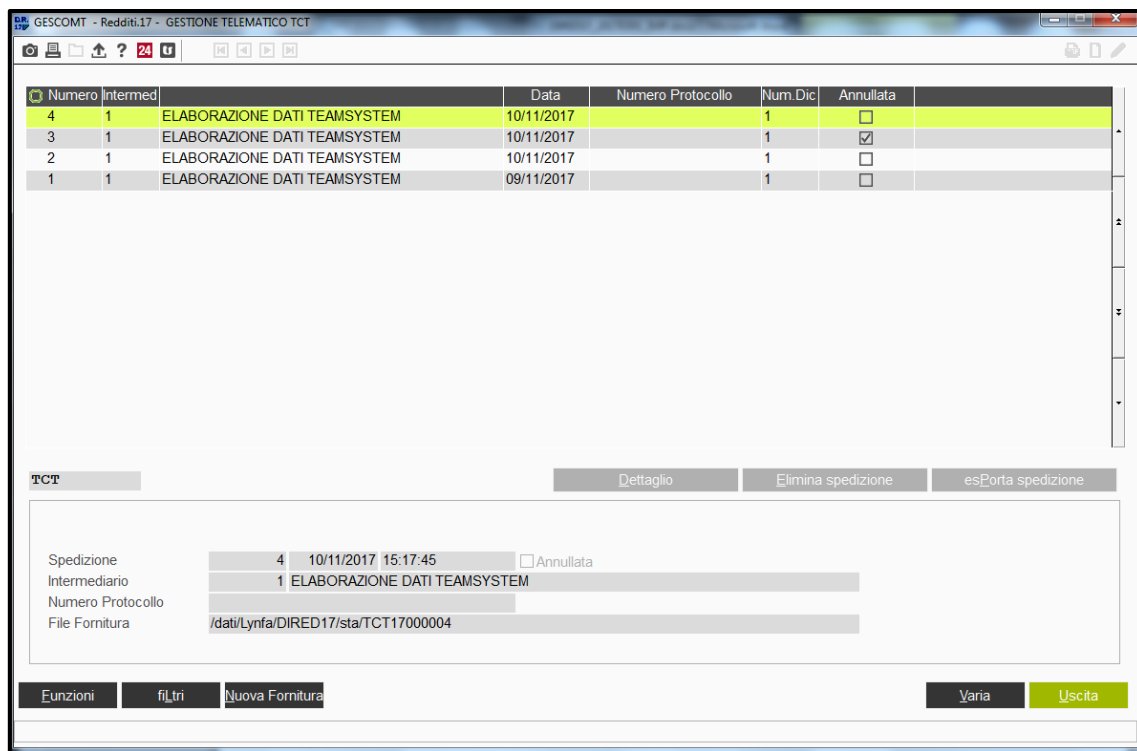 GESCOMT - Redditi.17 - GESTIONE TELEMATICO TCT
? 24
Numero Intermed Data Numero Protocollo Num.Dic Annullata
4 1 ELABORAZIONE DATI TEAMSYSTEM 10/11/2017 1
3 1 ELABORAZIONE DATI TEAMSYSTEM 10/11/2017 1
2 1 ELABORAZIONE DATI TEAMSYSTEM 10/11/2017 1
1 1 ELABORAZIONE DATI TEAMSYSTEM 09/11/2017 1
TCT Dettaglio Elimina spedizione esPorta spedizione
Spedizione 4 10/11/2017 15:17:45 Annullata
Intermediario 1 ELABORAZIONE DATI TEAMSYSTEM
Numero Protocollo
File Fornitura /dati/Lynfa/DIRED17/sta/TCT17000004
Funzioni fiLtri Nuova Fornitura Varia Uscita